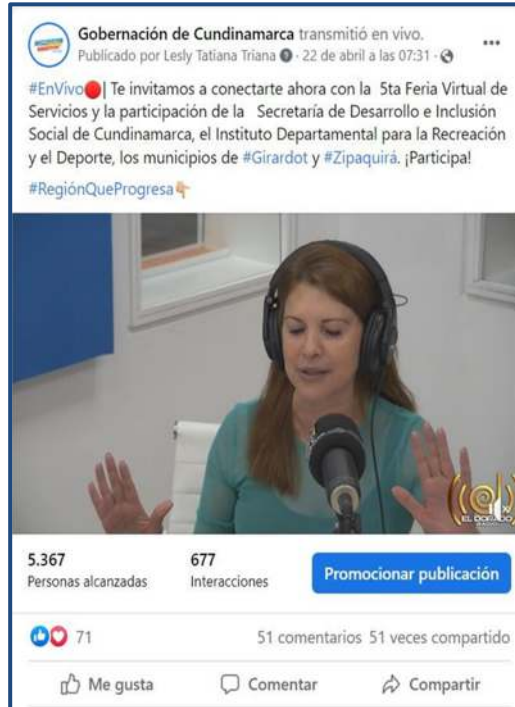 Gobernación de Cundinamarca transmitió en vivo.
Publicado por Lesly Tatiana Triana · 22 de abril a las 07:31 ·
#EnVivo🔴| Te invitamos a conectarte ahora con la 5ta Feria Virtual de
Servicios y la participación de la Secretaría de Desarrollo e Inclusión
Social de Cundinamarca, el Instituto Departamental para la Recreación
y el Deporte, los municipios de #Girardot y #Zipaquirá. ¡Participa!
#RegiónQueProgresa👇🏼
EL DORADO
RADIO
5.367
Personas alcanzadas
677
Interacciones
Promocionar publicación
71
51 comentarios 51 veces compartido
Me gusta
Comentar
Compartir